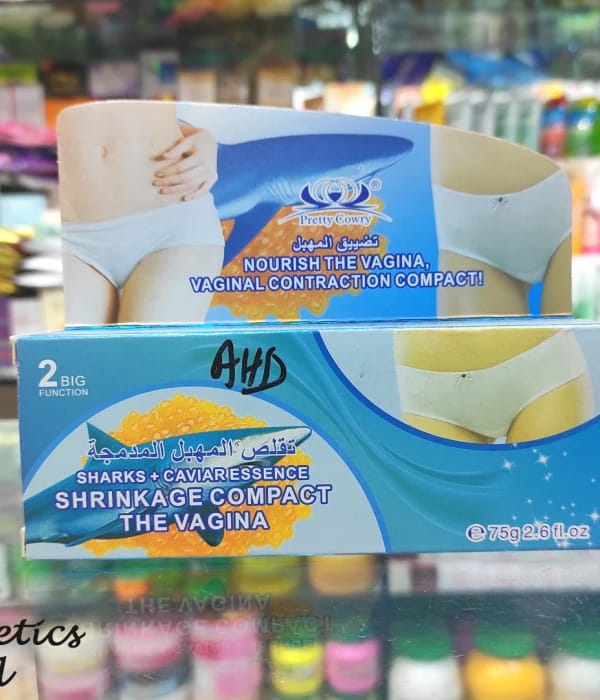 Pretty Cowry ®
تضييق المهبل
NOURISH THE VAGINA,
VAGINAL CONTRACTION COMPACT!
2 BIG
FUNCTION
AHD
تقلص المهبل المدمجة
SHARKS + CAVIAR ESSENCE
SHRINKAGE COMPACT
THE VAGINA
e 75g 2.6 fl.oz
etics